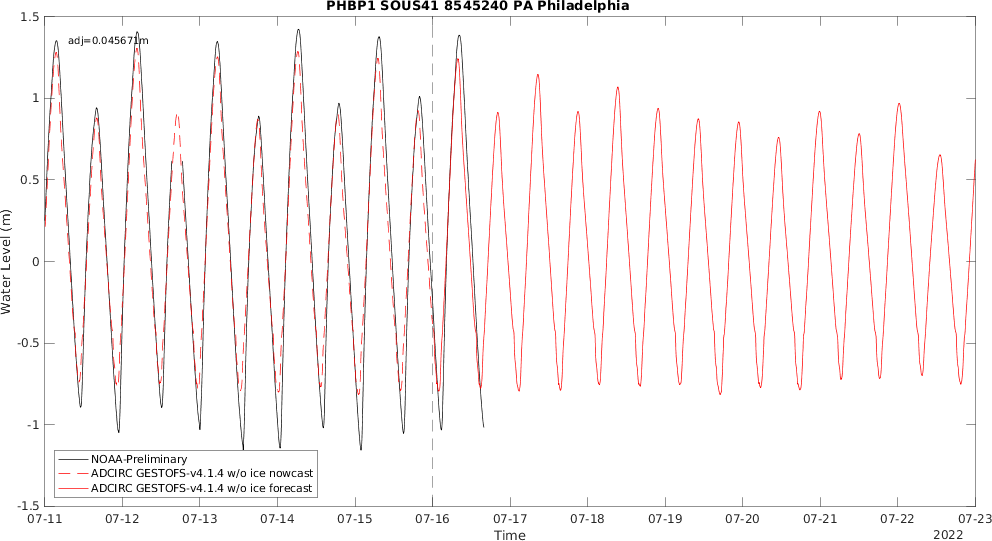 PHBP1 SOUS41 8545240 PA Philadelphia
adj=0.045671m
1.5
1
0.5
0
-0.5
-1
-1.5
Water Level (m)
NOAA-Preliminary
ADCIRC GESTOFS-v4.1.4 w/o ice nowcast
ADCIRC GESTOFS-v4.1.4 w/o ice forecast
07-11 07-12 07-13 07-14 07-15 07-16 07-17 07-18 07-19 07-20 07-21 07-22 07-23
Time
2022